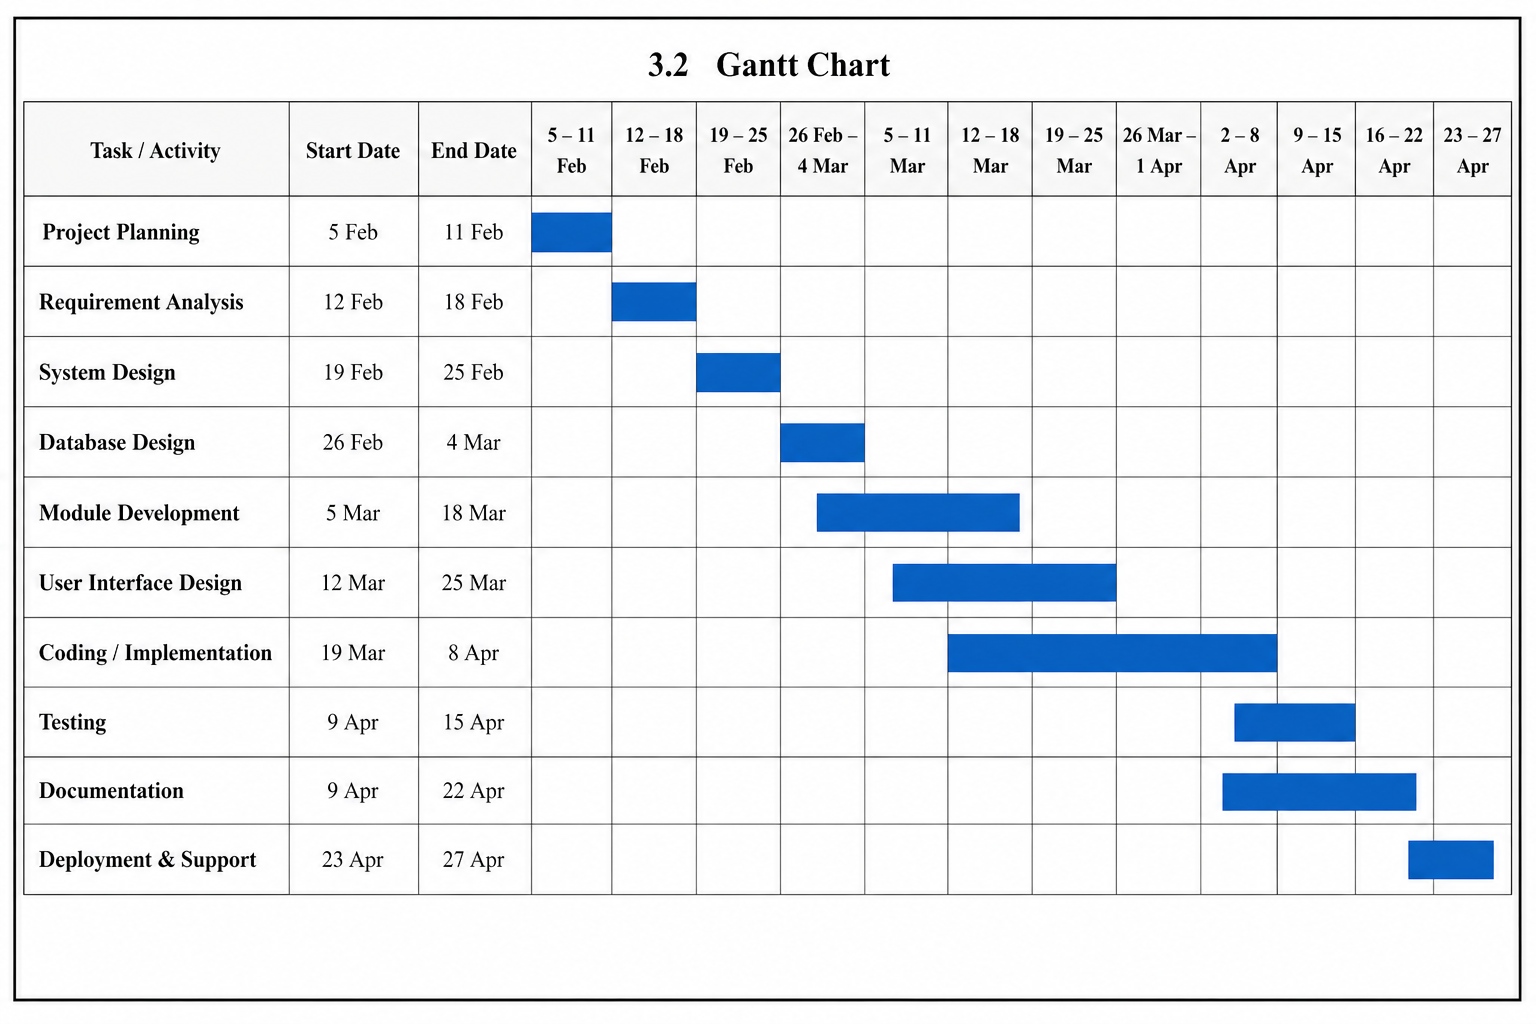 3.2 Gantt Chart
Task / Activity Start Date End Date 5 – 11 Feb 12 – 18 Feb 19 – 25 Feb 26 Feb – 4 Mar 5 – 11 Mar 12 – 18 Mar 19 – 25 Mar 26 Mar – 1 Apr 2 – 8 Apr 9 – 15 Apr 16 – 22 Apr 23 – 27 Apr
Project Planning 5 Feb 11 Feb
Requirement Analysis 12 Feb 18 Feb
System Design 19 Feb 25 Feb
Database Design 26 Feb 4 Mar
Module Development 5 Mar 18 Mar
User Interface Design 12 Mar 25 Mar
Coding / Implementation 19 Mar 8 Apr
Testing 9 Apr 15 Apr
Documentation 9 Apr 22 Apr
Deployment & Support 23 Apr 27 Apr